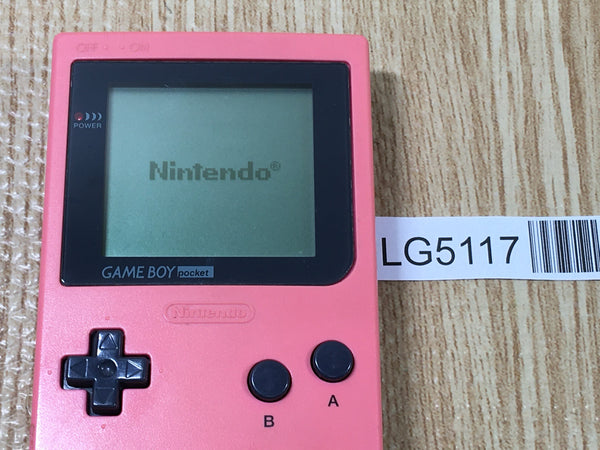 OFF ON
POWER
Nintendo®
GAME BOY pocket
LG5117
Nintendo
B A